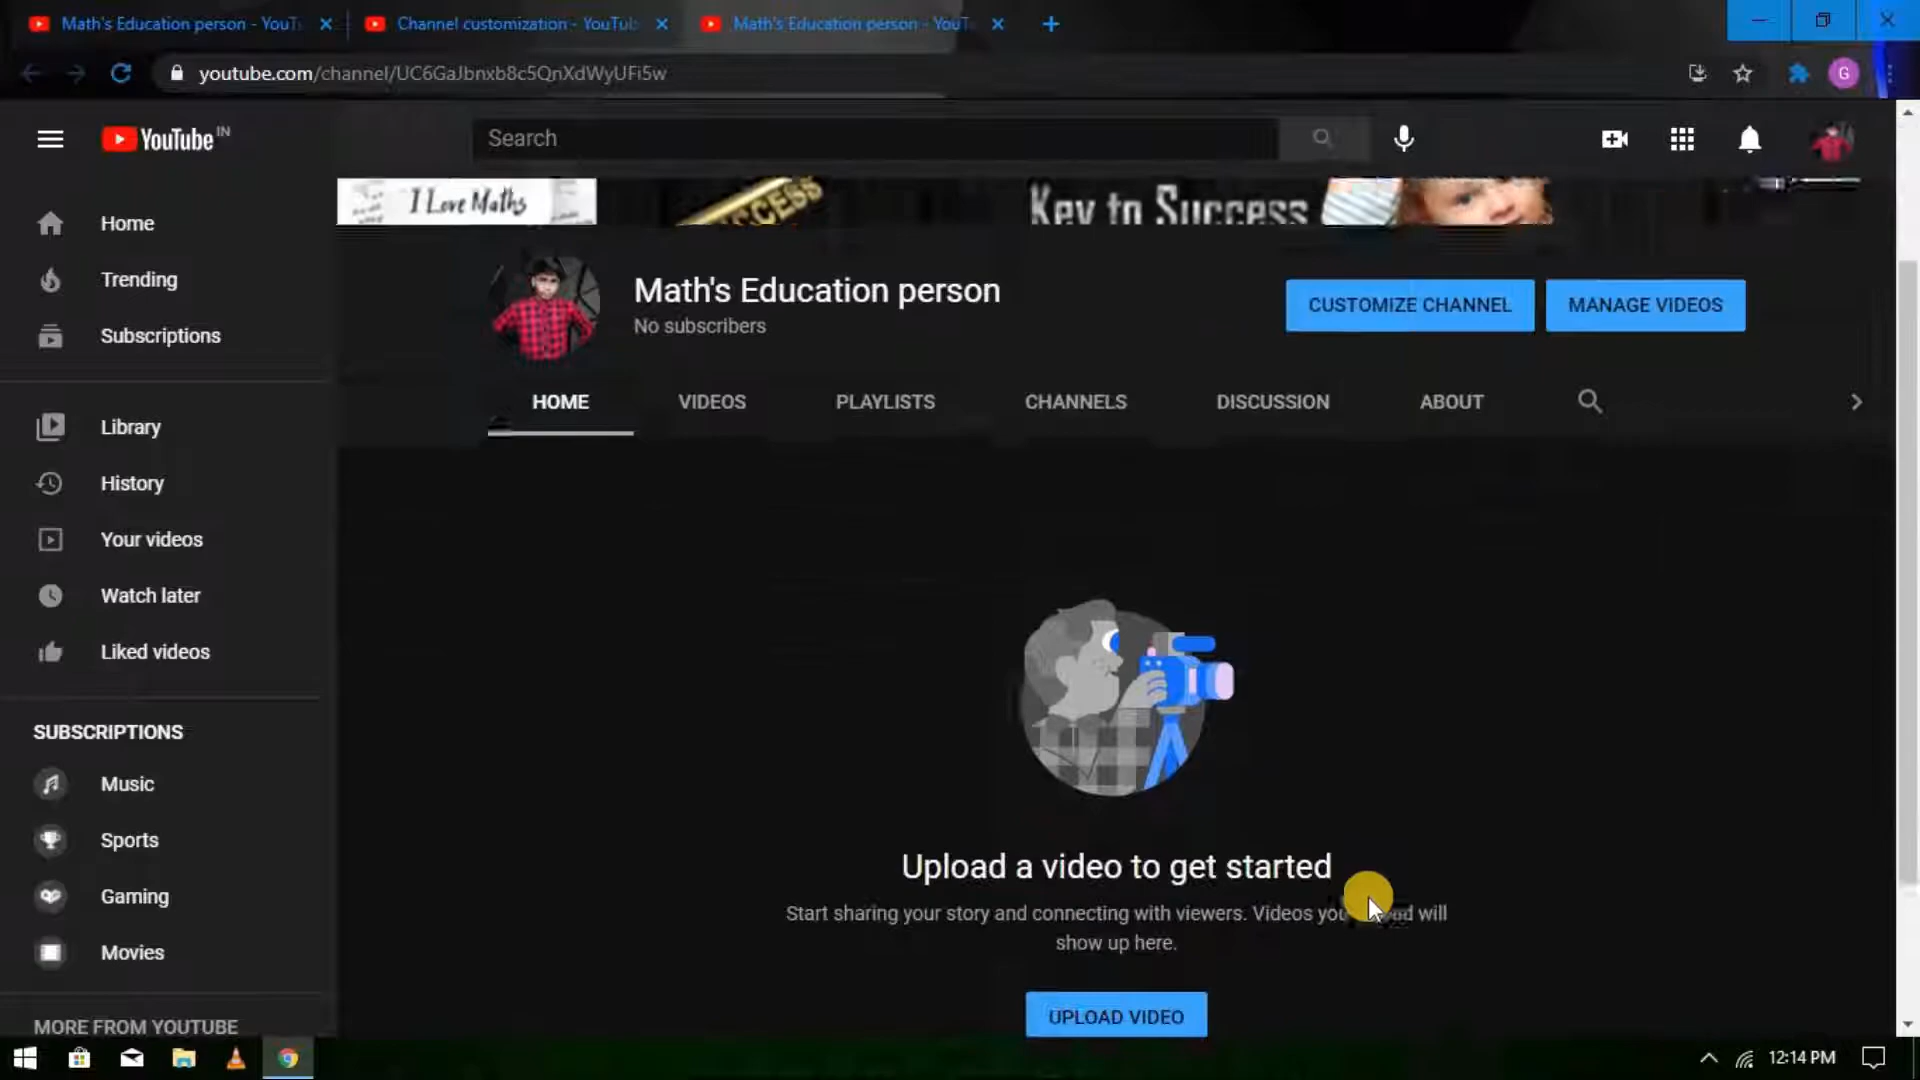 Math's Education person - YouT
Channel customization - YouTub
Math's Education person - YouT
youtube.com/channel/UC6GaJbnxb8c5QnXdWyUFi5w
G
YouTube IN
Search
I Love Maths
SUCCESS
Key to Success
Home
Trending
Subscriptions
Library
History
Your videos
Watch later
Liked videos
SUBSCRIPTIONS
Music
Sports
Gaming
Movies
MORE FROM YOUTUBE
Math's Education person
No subscribers
CUSTOMIZE CHANNEL
MANAGE VIDEOS
HOME
VIDEOS
PLAYLISTS
CHANNELS
DISCUSSION
ABOUT
Upload a video to get started
Start sharing your story and connecting with viewers. Videos you will
show up here.
UPLOAD VIDEO
12:14 PM